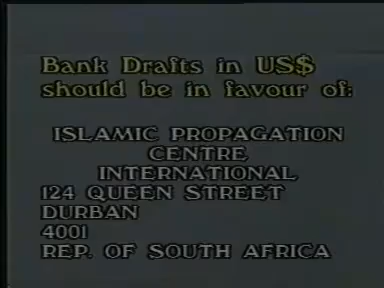 Bank Drafts in US$
should be in favour of:
ISLAMIC PROPAGATION
CENTRE
INTERNATIONAL
124 QUEEN STREET
DURBAN
4001
REP. OF SOUTH AFRICA